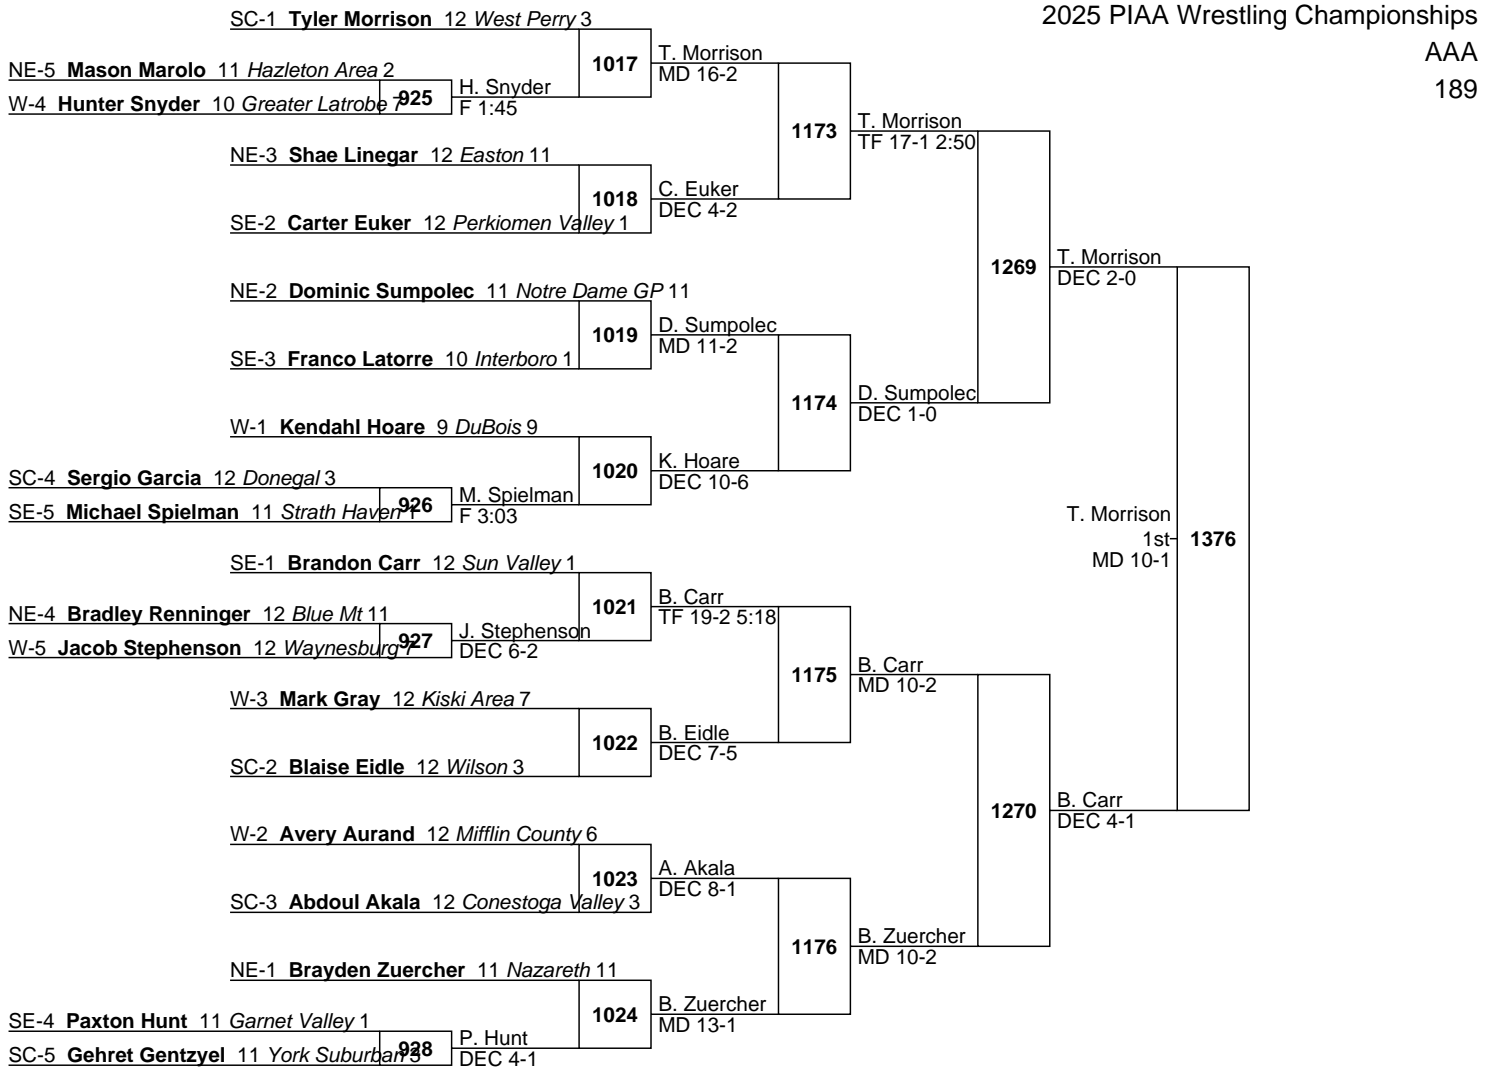 2025 PIAA Wrestling Championships
AAA
189
SC-1 Tyler Morrison 12 West Perry 3
1017
T. Morrison
MD 16-2
NE-5 Mason Marolo 11 Hazleton Area 2
925
H. Snyder
F 1:45
W-4 Hunter Snyder 10 Greater Latrobe 7
1173
T. Morrison
TF 17-1 2:50
NE-3 Shae Linegar 12 Easton 11
1018
C. Euker
DEC 4-2
SE-2 Carter Euker 12 Perkiomen Valley 1
1269
T. Morrison
DEC 2-0
NE-2 Dominic Sumpolec 11 Notre Dame GP 11
1019
D. Sumpolec
MD 11-2
SE-3 Franco Latorre 10 Interboro 1
1174
D. Sumpolec
DEC 1-0
W-1 Kendahl Hoare 9 DuBois 9
1020
K. Hoare
DEC 10-6
SC-4 Sergio Garcia 12 Donegal 3
926
M. Spielman
F 3:03
SE-5 Michael Spielman 11 Strath Haven 1
T. Morrison
1st
MD 10-1
1376
SE-1 Brandon Carr 12 Sun Valley 1
1021
B. Carr
TF 19-2 5:18
NE-4 Bradley Renninger 12 Blue Mt 11
927
J. Stephenson
DEC 6-2
W-5 Jacob Stephenson 12 Waynesburg 7
1175
B. Carr
MD 10-2
W-3 Mark Gray 12 Kiski Area 7
1022
B. Eidle
DEC 7-5
SC-2 Blaise Eidle 12 Wilson 3
1270
B. Carr
DEC 4-1
W-2 Avery Aurand 12 Mifflin County 6
1023
A. Akala
DEC 8-1
SC-3 Abdoul Akala 12 Conestoga Valley 3
1176
B. Zuercher
MD 10-2
NE-1 Brayden Zuercher 11 Nazareth 11
1024
B. Zuercher
MD 13-1
SE-4 Paxton Hunt 11 Garnet Valley 1
928
P. Hunt
DEC 4-1
SC-5 Gehret Gentzyel 11 York Suburban 3